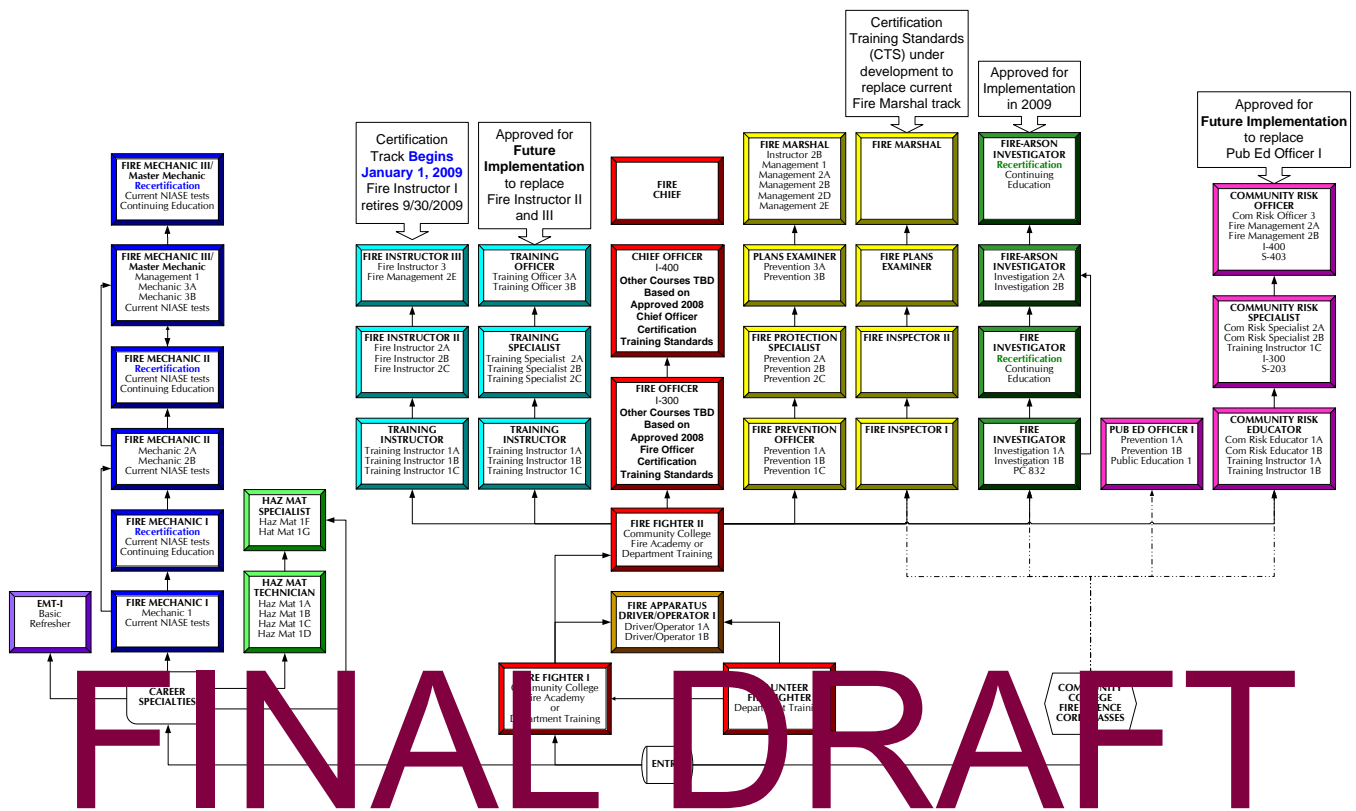 Certification
Training Standards
(CTS) under
development to
replace current
Fire Marshal track
Approved for
Implementation
in 2009
Approved for
Future Implementation
to replace
Pub Ed Officer I
Certification
Track Begins
January 1, 2009
Fire Instructor I
retires 9/30/2009
Approved for
Future
Implementation
to replace
Fire Instructor II
and III
FIRE MECHANIC III/
Master Mechanic
Recertification
Current NIASE tests
Continuing Education
FIRE MECHANIC III/
Master Mechanic
Management 1
Mechanic 3A
Mechanic 3B
Current NIASE tests
FIRE MECHANIC II
Recertification
Current NIASE tests
Continuing Education
FIRE MECHANIC II
Mechanic 2A
Mechanic 2B
Current NIASE tests
FIRE MECHANIC I
Recertification
Current NIASE tests
Continuing Education
FIRE MECHANIC I
Mechanic 1
Current NIASE tests
EMT-I
Basic
Refresher
HAZ MAT
SPECIALIST
Haz Mat 1F
Hat Mat 1G
HAZ MAT
TECHNICIAN
Haz Mat 1A
Haz Mat 1B
Haz Mat 1C
Haz Mat 1D
FIRE INSTRUCTOR III
Fire Instructor 3
Fire Management 2E
FIRE INSTRUCTOR II
Fire Instructor 2A
Fire Instructor 2B
Fire Instructor 2C
TRAINING
INSTRUCTOR
Training Instructor 1A
Training Instructor 1B
Training Instructor 1C
TRAINING
OFFICER
Training Officer 3A
Training Officer 3B
TRAINING
SPECIALIST
Training Specialist 2A
Training Specialist 2B
Training Specialist 2C
TRAINING
INSTRUCTOR
Training Instructor 1A
Training Instructor 1B
Training Instructor 1C
FIRE
CHIEF
CHIEF OFFICER
I-400
Other Courses TBD
Based on
Approved 2008
Chief Officer
Certification
Training Standards
FIRE OFFICER
I-300
Other Courses TBD
Based on
Approved 2008
Fire Officer
Certification
Training Standards
FIRE FIGHTER II
Community College
Fire Academy or
Department Training
FIRE APPARATUS
DRIVER/OPERATOR I
Driver/Operator 1A
Driver/Operator 1B
FIRE MARSHAL
Instructor 2B
Management 1
Management 2A
Management 2B
Management 2D
Management 2E
PLANS EXAMINER
Prevention 3A
Prevention 3B
FIRE PROTECTION
SPECIALIST
Prevention 2A
Prevention 2B
Prevention 2C
FIRE PREVENTION
OFFICER
Prevention 1A
Prevention 1B
Prevention 1C
FIRE MARSHAL
FIRE PLANS
EXAMINER
FIRE INSPECTOR II
FIRE INSPECTOR I
FIRE-ARSON
INVESTIGATOR
Recertification
Continuing
Education
FIRE-ARSON
INVESTIGATOR
Investigation 2A
Investigation 2B
FIRE
INVESTIGATOR
Recertification
Continuing
Education
FIRE
INVESTIGATOR
Investigation 1A
Investigation 1B
PC 832
PUB ED OFFICER I
Prevention 1A
Prevention 1B
Public Education 1
COMMUNITY RISK
OFFICER
Com Risk Officer 3
Fire Management 2A
Fire Management 2B
I-400
S-403
COMMUNITY RISK
SPECIALIST
Com Risk Specialist 2A
Com Risk Specialist 2B
Training Instructor 1C
I-300
S-203
COMMUNITY RISK
EDUCATOR
Com Risk Educator 1A
Com Risk Educator 1B
Training Instructor 1A
Training Instructor 1B
CAREER
SPECIALTIES
FIRE FIGHTER I
Community College
Fire Academy
or
Department Training
FIGHTER
Department Training
COMMUNITY
COLLEGE
FIRE
FINAL DRAFT